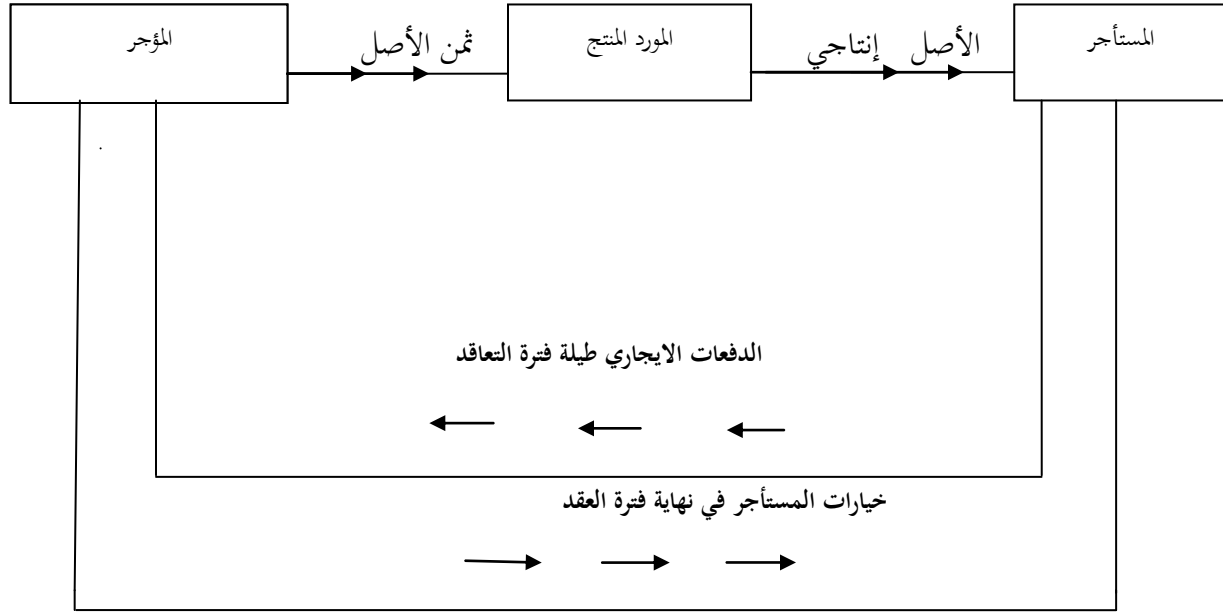 المستأجر
الأصل إنتاجي
المورد المنتج
ثمن الأصل
المؤجر
الدفعات الايجاري طيلة فترة التعاقد
خيارات المستأجر في نهاية فترة العقد